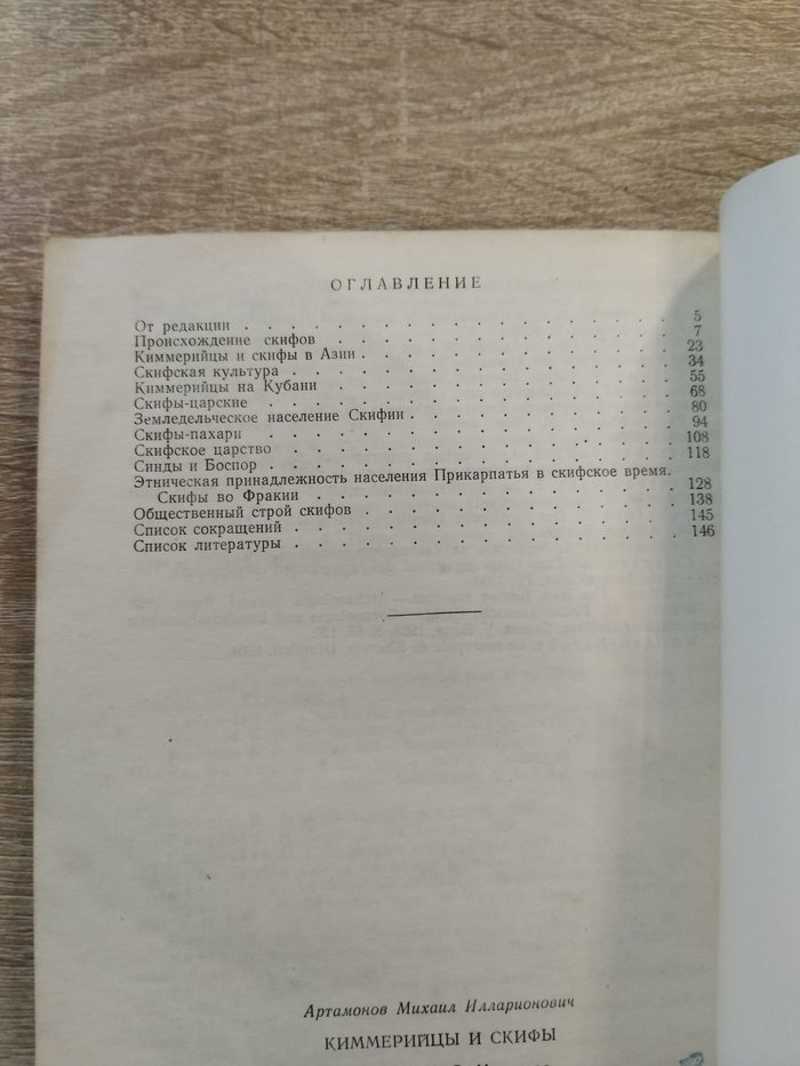 ОГЛАВЛЕНИЕ
От редакции . . . . . . . . . . . . . . . . . . . 5
Происхождение скифов . . . . . . . . . . . . . . . 7
Киммерийцы и скифы в Азии . . . . . . . . . . . . . 23
Скифская культура . . . . . . . . . . . . . . . . . 34
Киммерийцы на Кубани . . . . . . . . . . . . . . . 55
Скифы-царские . . . . . . . . . . . . . . . . . . . 68
Земледельческое население Скифии . . . . . . . . . . 80
Скифы-пахари . . . . . . . . . . . . . . . . . . . 94
Скифское царство . . . . . . . . . . . . . . . . . 108
Синды и Боспор . . . . . . . . . . . . . . . . . . 118
Этническая принадлежность населения Прикарпатья в скифское время.
Скифы во Фракии . . . . . . . . . . . . . . . . . . 128
Общественный строй скифов . . . . . . . . . . . . . 138
Список сокращений . . . . . . . . . . . . . . . . . 145
Список литературы . . . . . . . . . . . . . . . . . 146
Артамонов Михаил Илларионович
КИММЕРИЙЦЫ И СКИФЫ